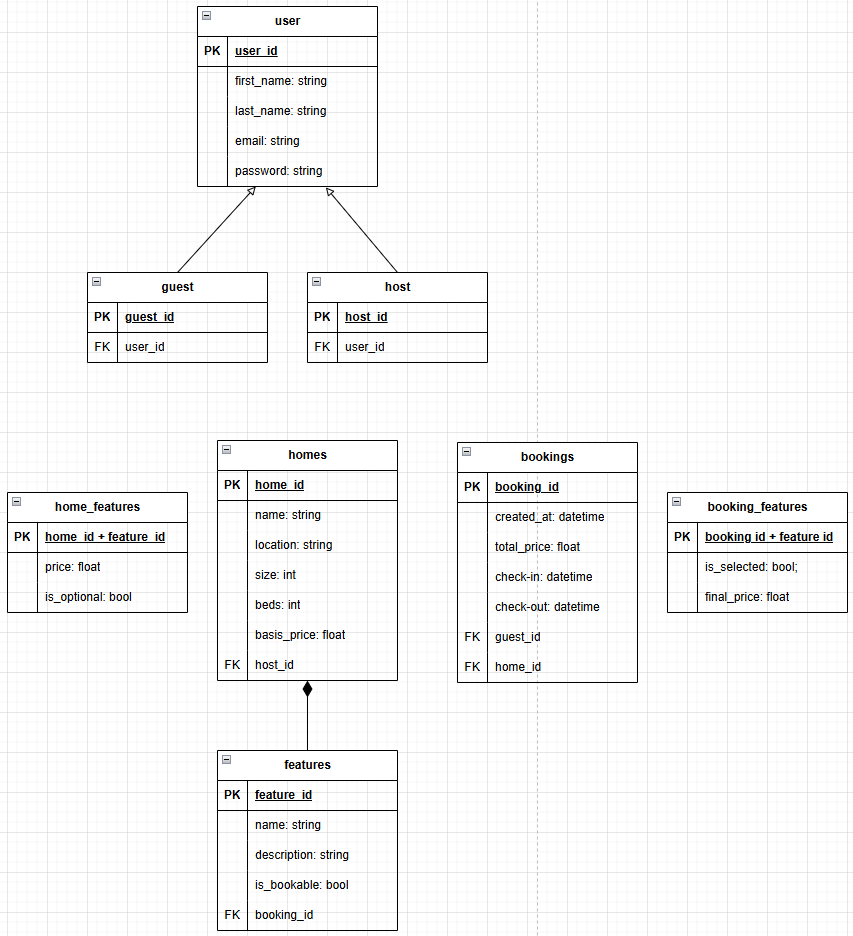 user
PK user_id
first_name: string
last_name: string
email: string
password: string
guest
PK guest_id
FK user_id
host
PK host_id
FK user_id
home_features
PK home_id + feature_id
price: float
is_optional: bool
homes
PK home_id
name: string
location: string
size: int
beds: int
basis_price: float
FK host_id
bookings
PK booking_id
created_at: datetime
total_price: float
check-in: datetime
check-out: datetime
FK guest_id
FK home_id
booking_features
PK booking id + feature id
is_selected: bool;
final_price: float
features
PK feature_id
name: string
description: string
is_bookable: bool
FK booking_id